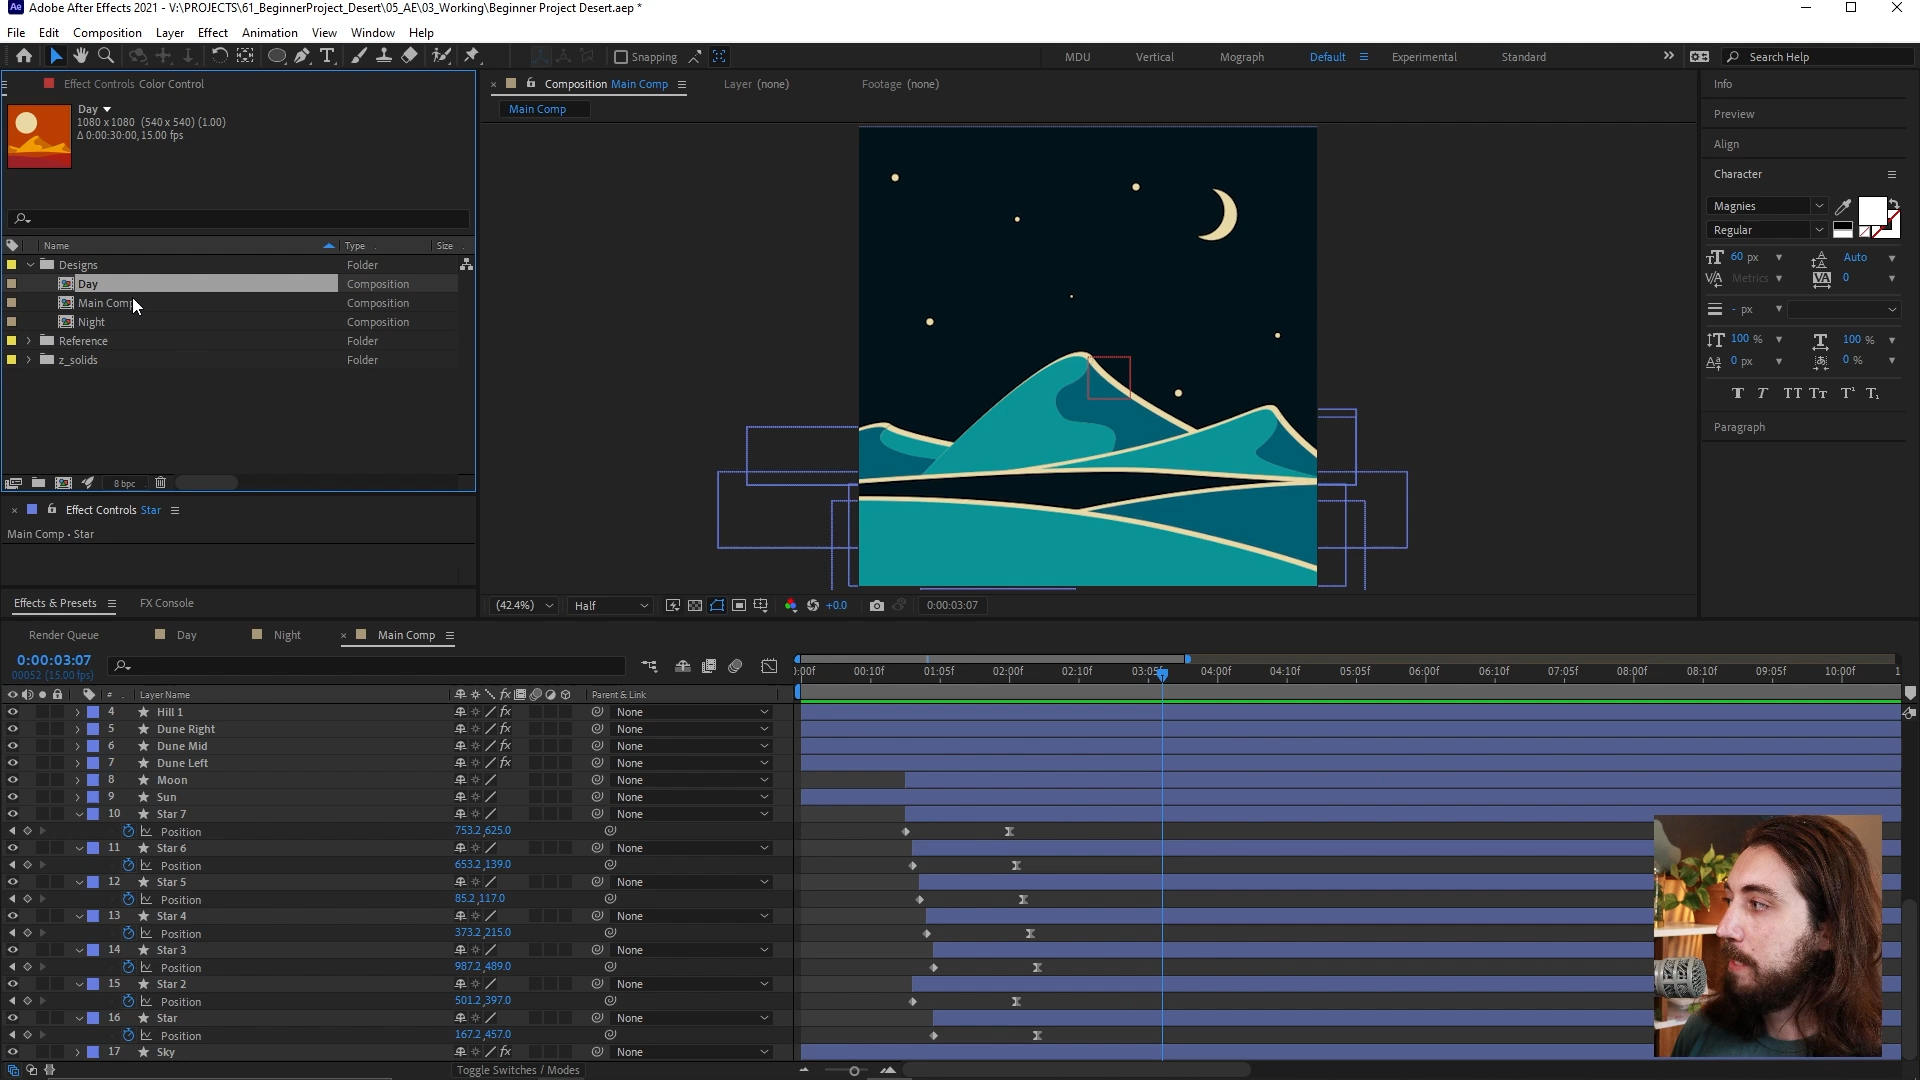 Adobe After Effects 2021 - V:\PROJECTS\61_BeginnerProject_Desert\05_AE\03_Working\Beginner Project Desert.aep *
File Edit Composition Layer Effect Animation View Window Help
Snapping MDU Vertical Mograph Default Experimental Standard Search Help
Effect Controls Color Control
Day
1080 x 1080 (540 x 540) (1.00)
Δ 0:00:30:00, 15.00 fps
Name Type Size
Designs Folder
Day Composition
Main Comp Composition
Night Composition
Reference Folder
z_solids Folder
8 bpc
Effect Controls Star
Main Comp • Star
Effects & Presets FX Console
Composition Main Comp Layer (none) Footage (none)
Main Comp
(42.4%) Half +0.0 0:00:03:07
Info
Preview
Align
Character
Magnies
Regular
60 px Auto
Metrics 0
- px
100 % 100 %
0 px 0 %
T T TT Tт T¹ T₁
Paragraph
Render Queue Day Night Main Comp
0:00:03:07
00052 (15.00 fps)
:00f 00:10f 01:05f 02:00f 02:10f 03:05f 04:00f 04:10f 05:05f 06:00f 06:10f 07:05f 08:00f 08:10f 09:05f 10:00f 1
# Layer Name fx Parent & Link
4 Hill 1 fx None
5 Dune Right fx None
6 Dune Mid fx None
7 Dune Left fx None
8 Moon None
9 Sun None
10 Star 7 None
Position 753.2,625.0
11 Star 6 None
Position 653.2,139.0
12 Star 5 None
Position 85.2,117.0
13 Star 4 None
Position 373.2,215.0
14 Star 3 None
Position 987.2,489.0
15 Star 2 None
Position 501.2,397.0
16 Star None
Position 167.2,457.0
17 Sky fx None
Toggle Switches / Modes